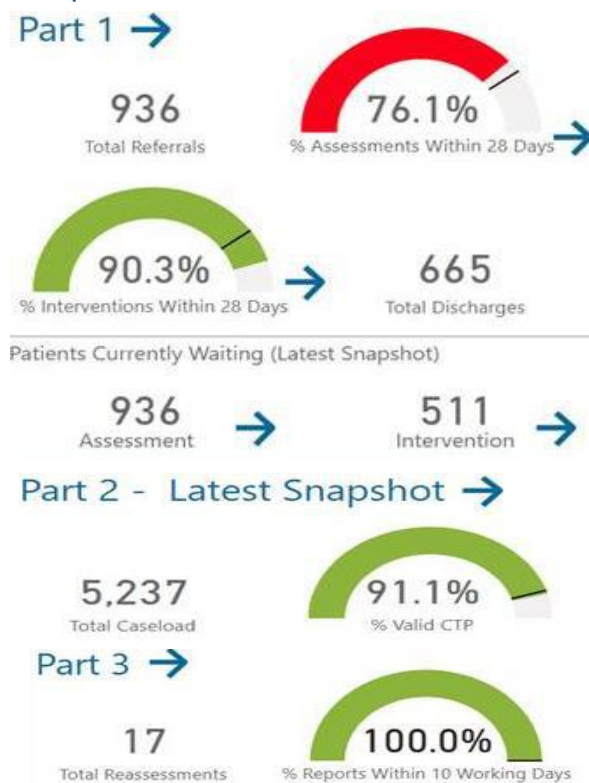 Part 1 →
936
Total Referrals
76.1%
% Assessments Within 28 Days
90.3%
% Interventions Within 28 Days
665
Total Discharges
Patients Currently Waiting (Latest Snapshot)
936
Assessment
511
Intervention
Part 2 - Latest Snapshot →
5,237
Total Caseload
91.1%
% Valid CTP
Part 3 →
17
Total Reassessments
100.0%
% Reports Within 10 Working Days